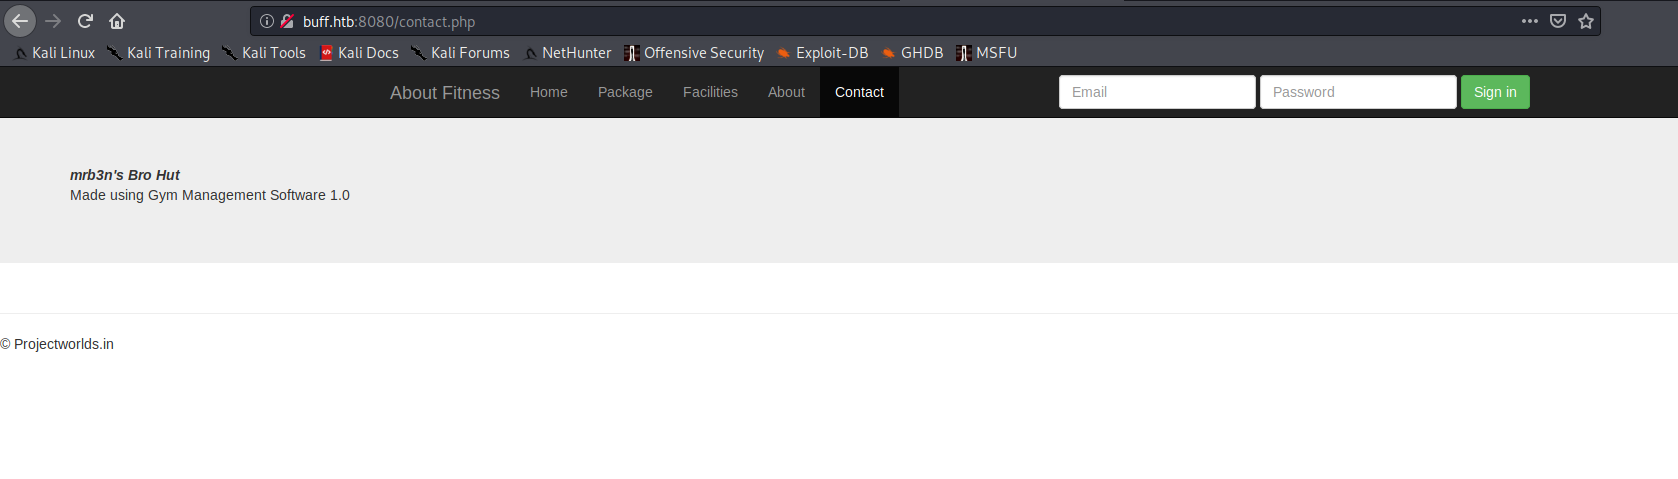 buff.htb:8080/contact.php
Kali Linux Kali Training Kali Tools Kali Docs Kali Forums NetHunter Offensive Security Exploit-DB GHDB MSFU
About Fitness Home Package Facilities About Contact Email Password Sign in
mrb3n's Bro Hut
Made using Gym Management Software 1.0
© Projectworlds.in